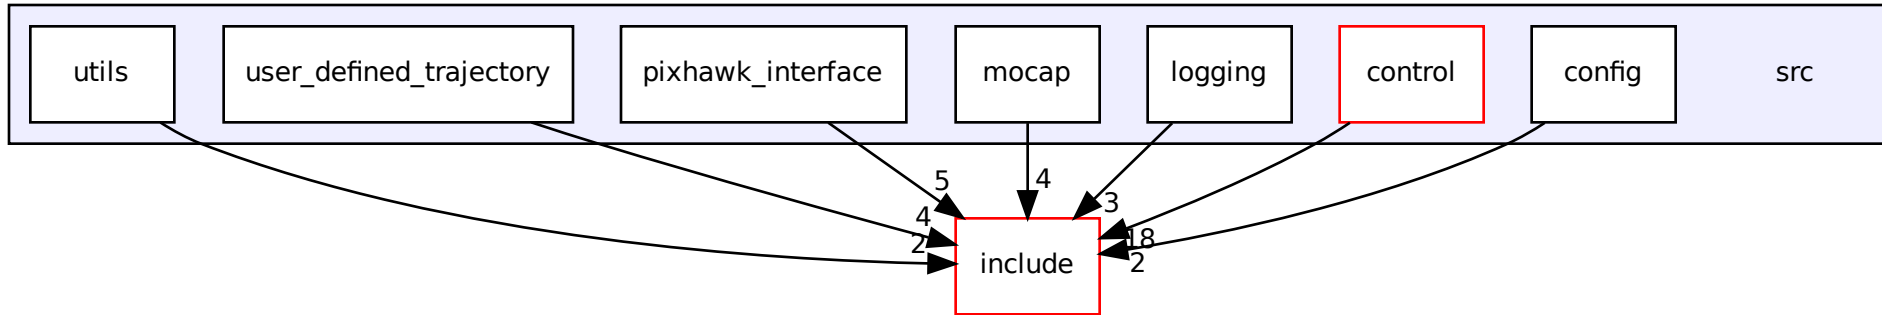 utils
user_defined_trajectory
pixhawk_interface
mocap
logging
control
config
src
5
4
3
4
18
2
2
include